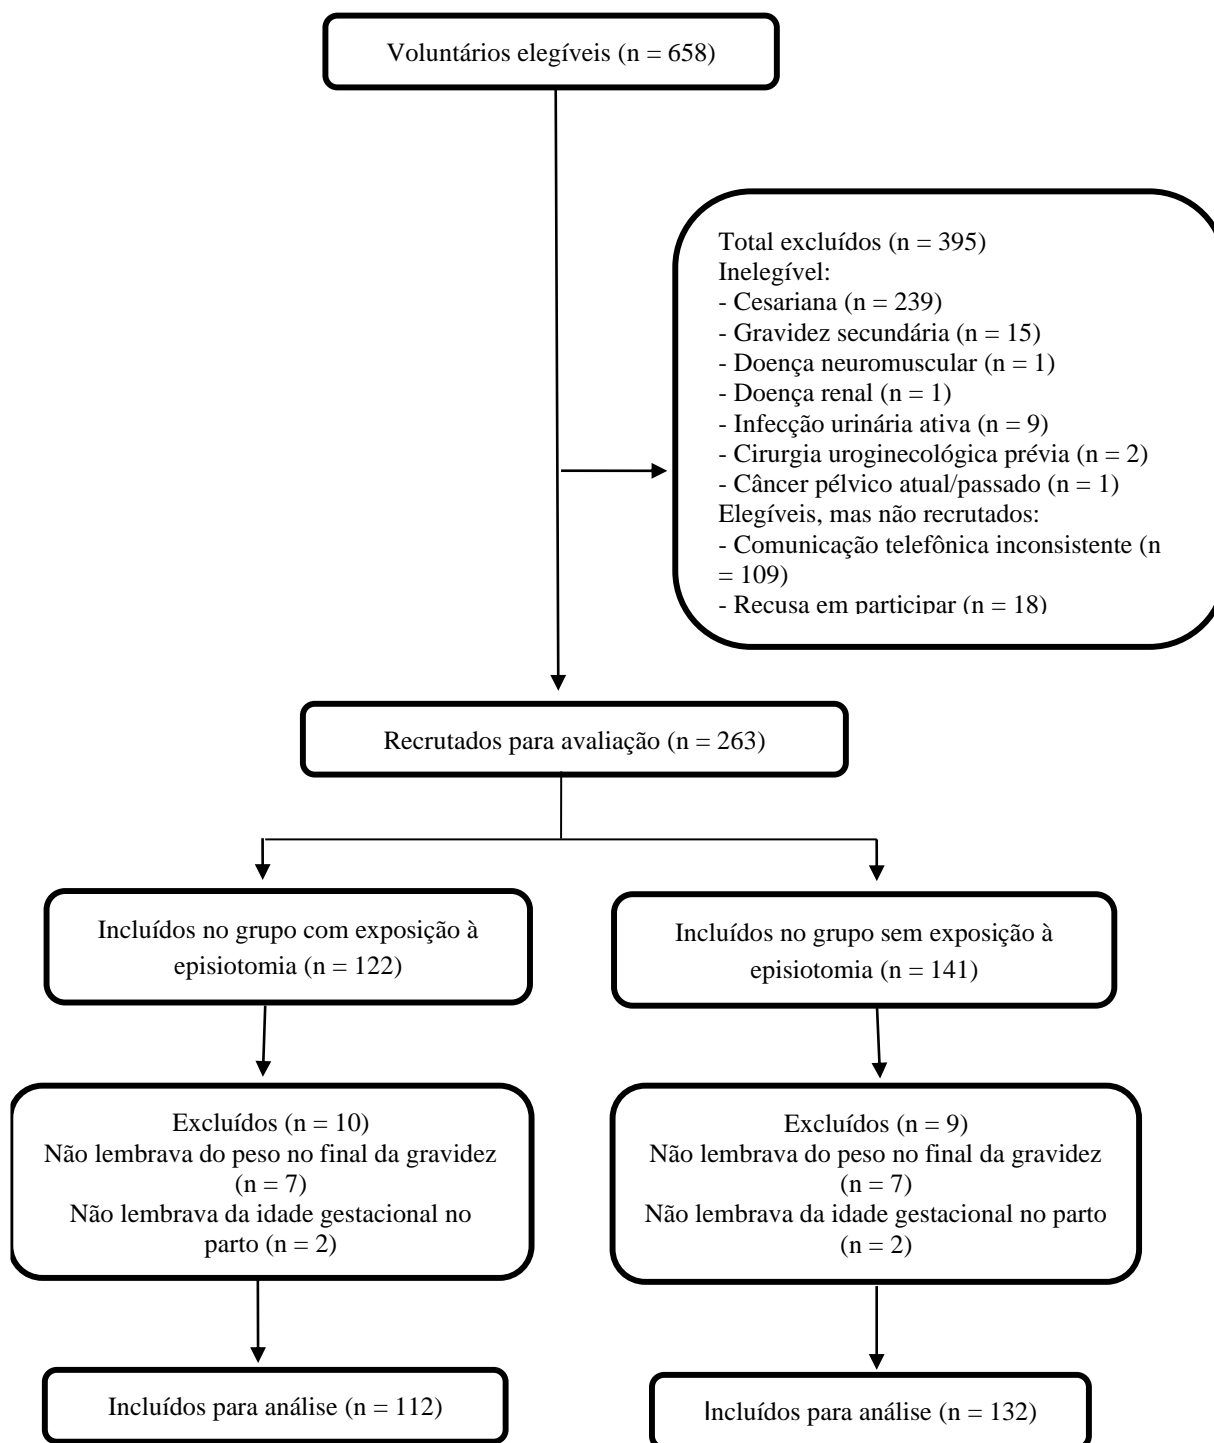 Voluntários elegíveis (n = 658)
Total excluídos (n = 395)
Inelegível:
- Cesariana (n = 239)
- Gravidez secundária (n = 15)
- Doença neuromuscular (n = 1)
- Doença renal (n = 1)
- Infecção urinária ativa (n = 9)
- Cirurgia uroginecológica prévia (n = 2)
- Câncer pélvico atual/passado (n = 1)
Elegíveis, mas não recrutados:
- Comunicação telefônica inconsistente (n
= 109)
- Recusa em participar (n = 18)
Recrutados para avaliação (n = 263)
Incluídos no grupo com exposição à
episiotomia (n = 122)
Incluídos no grupo sem exposição à
episiotomia (n = 141)
Excluídos (n = 10)
Não lembrava do peso no final da gravidez
(n = 7)
Não lembrava da idade gestacional no
parto (n = 2)
Excluídos (n = 9)
Não lembrava do peso no final da gravidez
(n = 7)
Não lembrava da idade gestacional no parto
(n = 2)
Incluídos para análise (n = 112)
Incluídos para análise (n = 132)